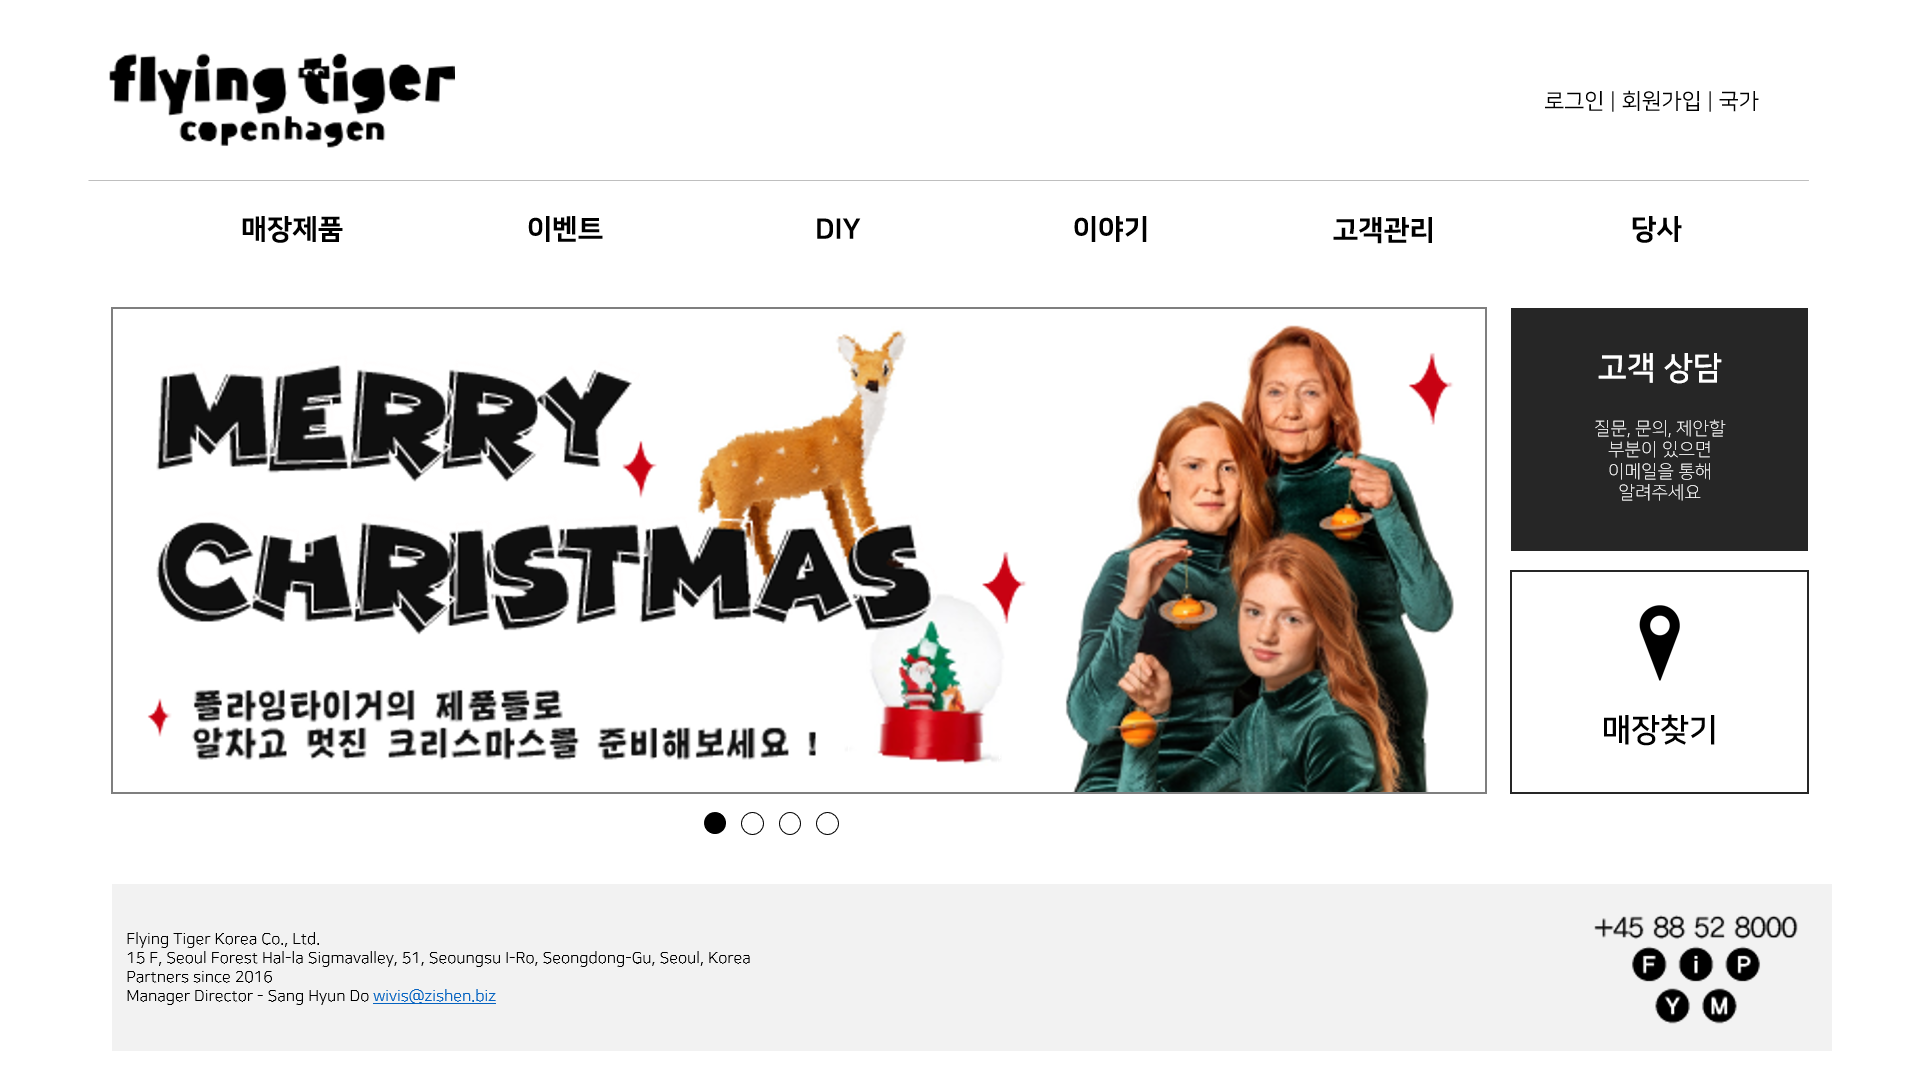 flying tiger
copenhagen
로그인 | 회원가입 | 국가
매장제품
이벤트
DIY
이야기
고객관리
당사
MERRY
CHRISTMAS
플라잉타이거의 제품들로
알차고 멋진 크리스마스를 준비해보세요 !
고객 상담
질문, 문의, 제안할
부분이 있으면
이메일을 통해
알려주세요
매장찾기
Flying Tiger Korea Co., Ltd.
15 F, Seoul Forest Hal-la Sigmavalley, 51, Seoungsu I-Ro, Seongdong-Gu, Seoul, Korea
Partners since 2016
Manager Director - Sang Hyun Do wivis@zishen.biz
+45 88 52 8000
F i P
Y M